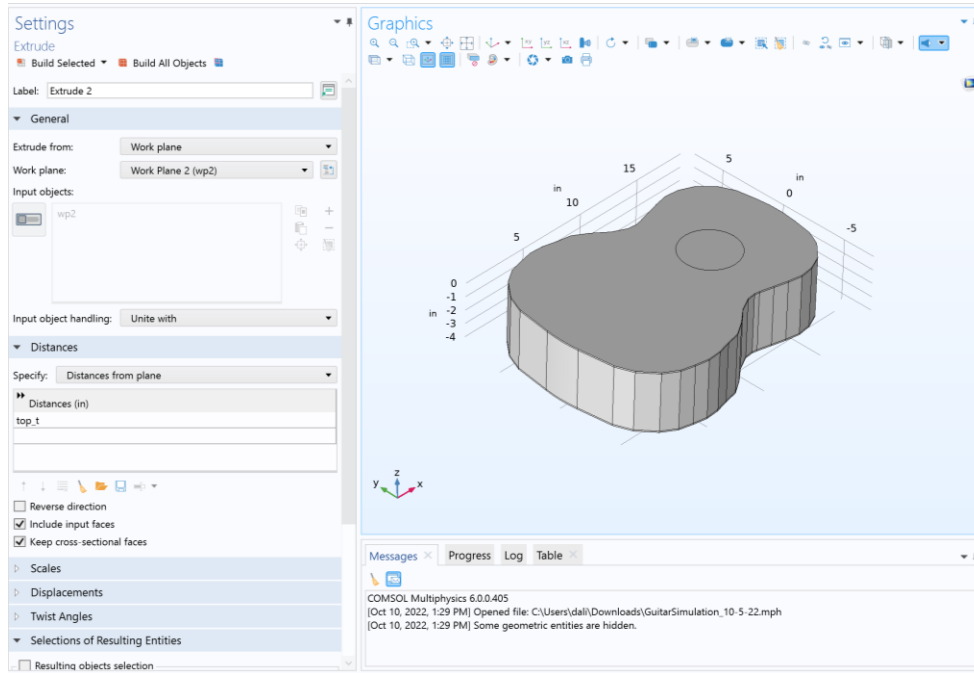 Settings
Extrude
Build Selected
Build All Objects
Label: Extrude 2
General
Extrude from: Work plane
Work plane: Work Plane 2 (wp2)
Input objects:
wp2
Input object handling: Unite with
Distances
Specify: Distances from plane
Distances (in)
top_t
Reverse direction
Include input faces
Keep cross-sectional faces
Scales
Displacements
Twist Angles
Selections of Resulting Entities
Resulting objects selection
Graphics
5
15
in
in
0
10
-5
5
0
-1
in -2
-3
-4
z
y x
Messages Progress Log Table
COMSOL Multiphysics 6.0.0.405
[Oct 10, 2022, 1:29 PM] Opened file: C:\Users\dali\Downloads\GuitarSimulation_10-5-22.mph
[Oct 10, 2022, 1:29 PM] Some geometric entities are hidden.